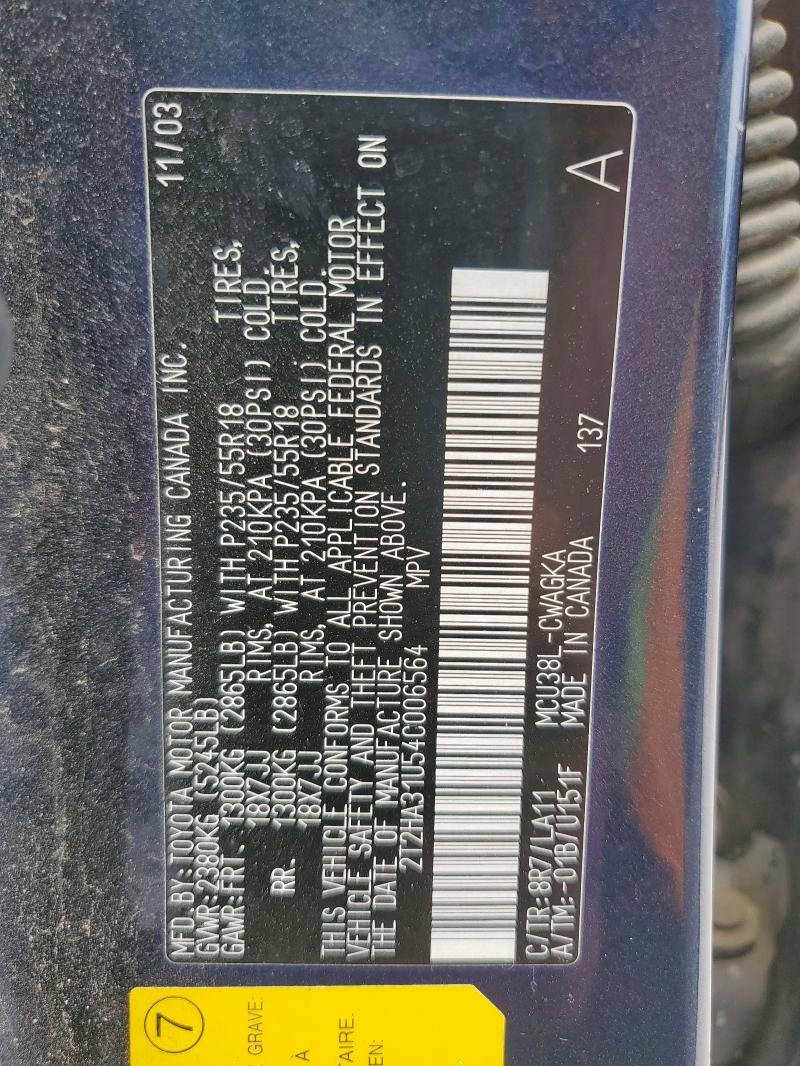 MFD.BY:TOYOTA MOTOR MANUFACTURING CANADA INC. 11/03
GVWR:2380KG (5245LB)
GAWR:FRT 1300KG (2865LB) WITH P235/55R18 TIRES,
18X7JJ RIMS, AT 210KPA (30PSI) COLD.
RR. 1300KG (2865LB) WITH P235/55R18 TIRES,
18X7JJ RIMS, AT 210KPA (30PSI) COLD
THIS VEHICLE CONFORMS TO ALL APPLICABLE FEDERAL MOTOR
VEHICLE SAFETY AND THEFT PREVENTION STANDARDS IN EFFECT ON
THE DATE OF MANUFACTURE SHOWN ABOVE.
2T2HA31U54C006564 MPV
C/TR:8R7/LA11 MCU38L-CWAGKA
A/TM:-01B/U151F MADE IN CANADA 137 A
7
GRAVE:
À
TAIRE.
EN: